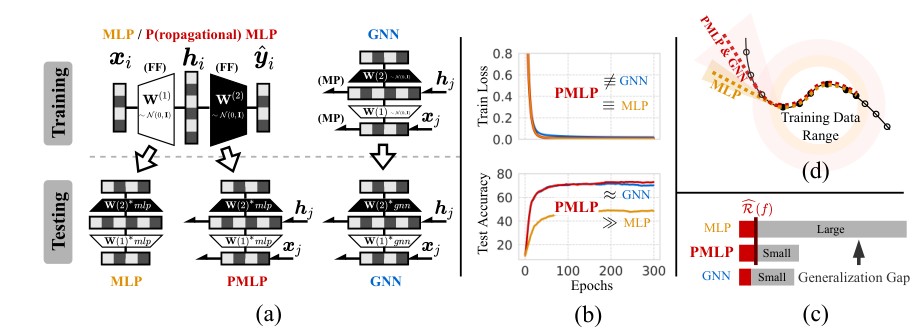 MLP / P(ropagational) MLP
x_i (FF) h_i (FF) ŷ_i
W^(1) ~ N(0, I)
W^(2) ~ N(0, I)
GNN
(MP) W^(2) ~ N(0, I) h_j
(MP) W^(1) ~ N(0, I) x_j
Training
Testing
W^(2)* mlp
W^(1)* mlp
MLP
W^(2)* mlp h_j
W^(1)* mlp x_j
PMLP
W^(2)* gnn h_j
W^(1)* gnn x_j
GNN
(a)
Train Loss
0.8
0.6
0.4
0.2
0.0
PMLP
≢ GNN
≡ MLP
Test Accuracy
80
60
40
20
PMLP
≈ GNN
≫ MLP
0 100 200 300
Epochs
(b)
PMLP & GNN
MLP
Training Data
Range
(d)
R̂(f)
MLP Large
PMLP Small
GNN Small Generalization Gap
(c)